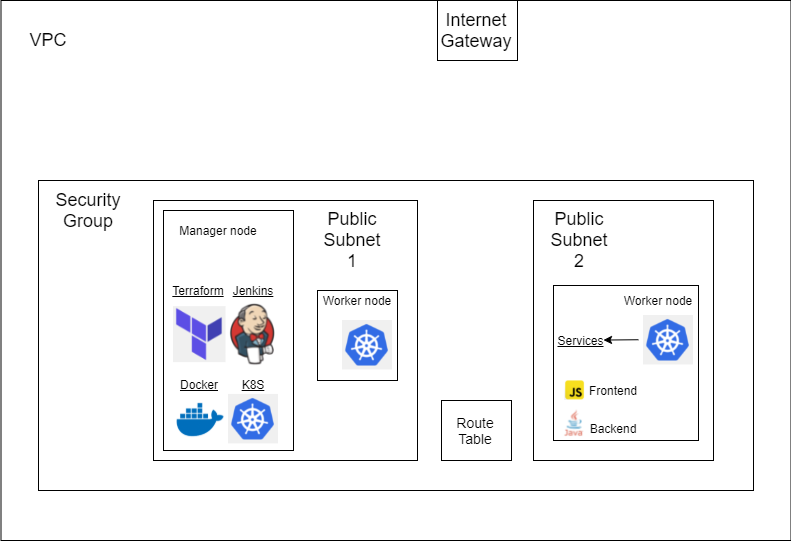 Internet
Gateway
VPC
Security
Group
Manager node
Terraform
Jenkins
Docker
K8S
Public
Subnet
1
Worker node
Route
Table
Public
Subnet
2
Worker node
Services
JS
Frontend
Java
Backend